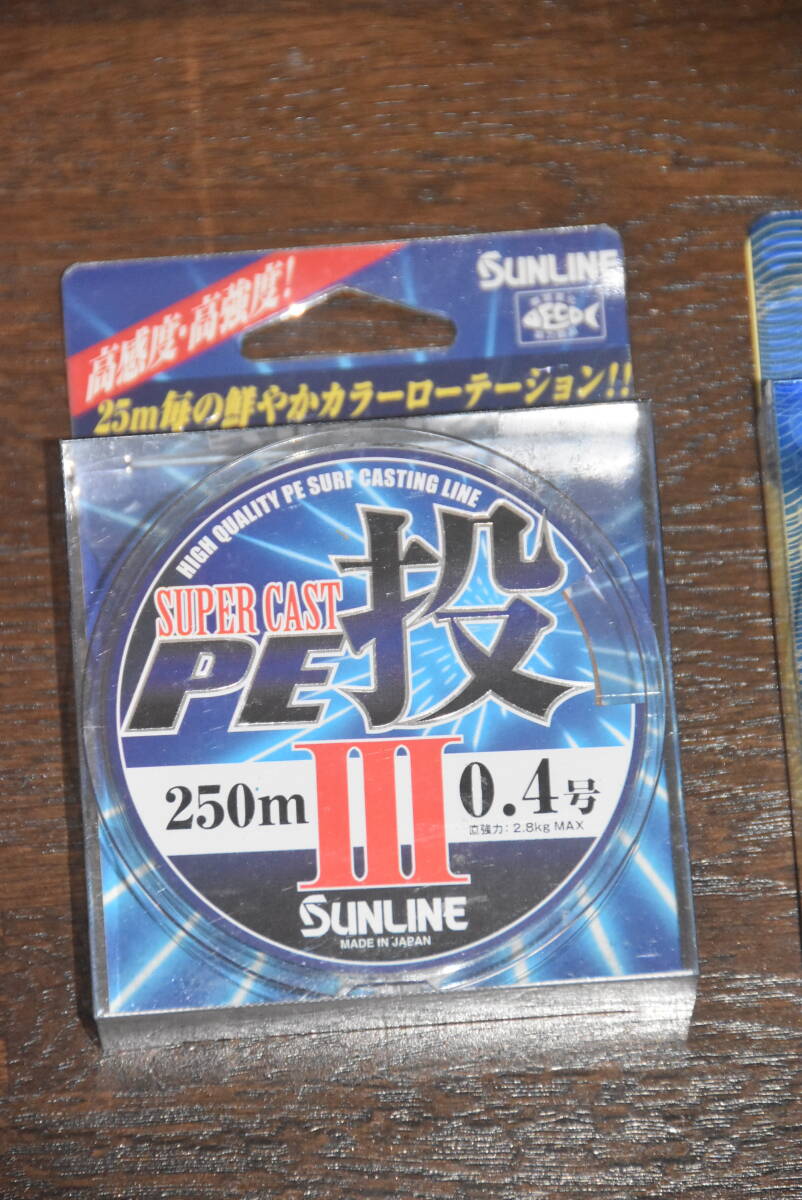 高感度・高強度!
SUNLINE
25m毎の鮮やかカラーローテーション!!
HIGH QUALITY PE SURF CASTING LINE
SUPER CAST
PE投
III
250m
0.4号
直強力:2.8kg MAX
SUNLINE
MADE IN JAPAN